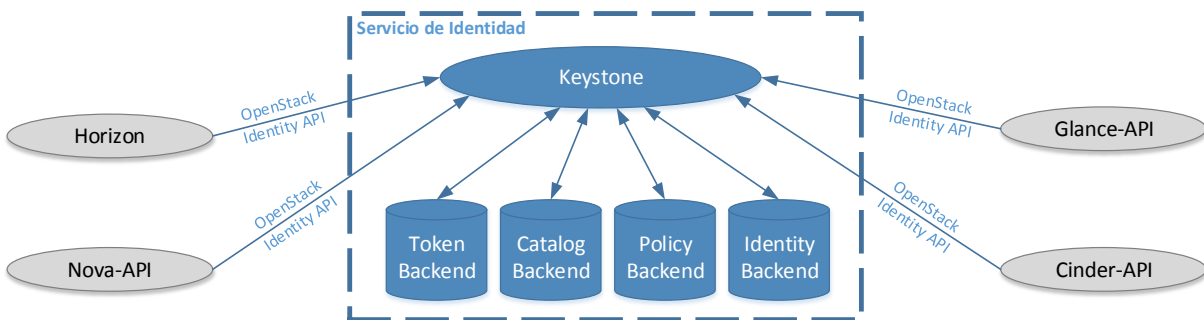 Servicio de Identidad
Keystone
OpenStack
Identity API
Horizon
OpenStack
Identity API
Glance-API
OpenStack
Identity API
Nova-API
OpenStack
Identity API
Cinder-API
Token
Backend
Catalog
Backend
Policy
Backend
Identity
Backend